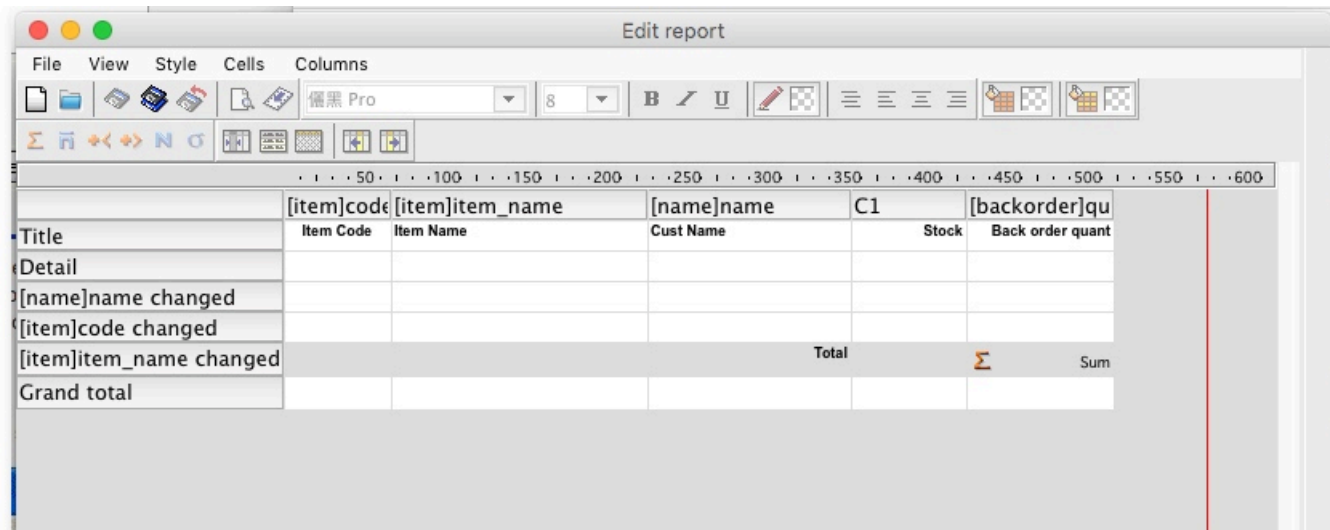 Edit report
File View Style Cells Columns
儷黑 Pro 8 B I U
Σ n N σ
50 100 150 200 250 300 350 400 450 500 550 600
[item]code [item]item_name [name]name C1 [backorder]qu
Title Item Code Item Name Cust Name Stock Back order quant
Detail
[name]name changed
[item]code changed
[item]item_name changed Total Σ Sum
Grand total